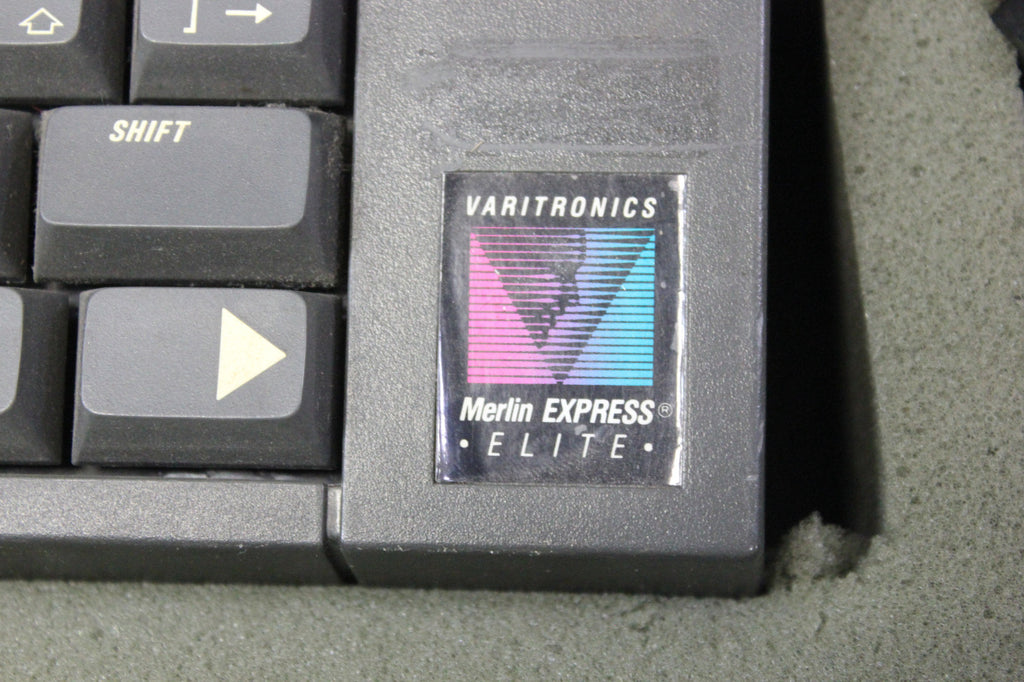 SHIFT
VARITRONICS
Merlin EXPRESS®
• ELITE •